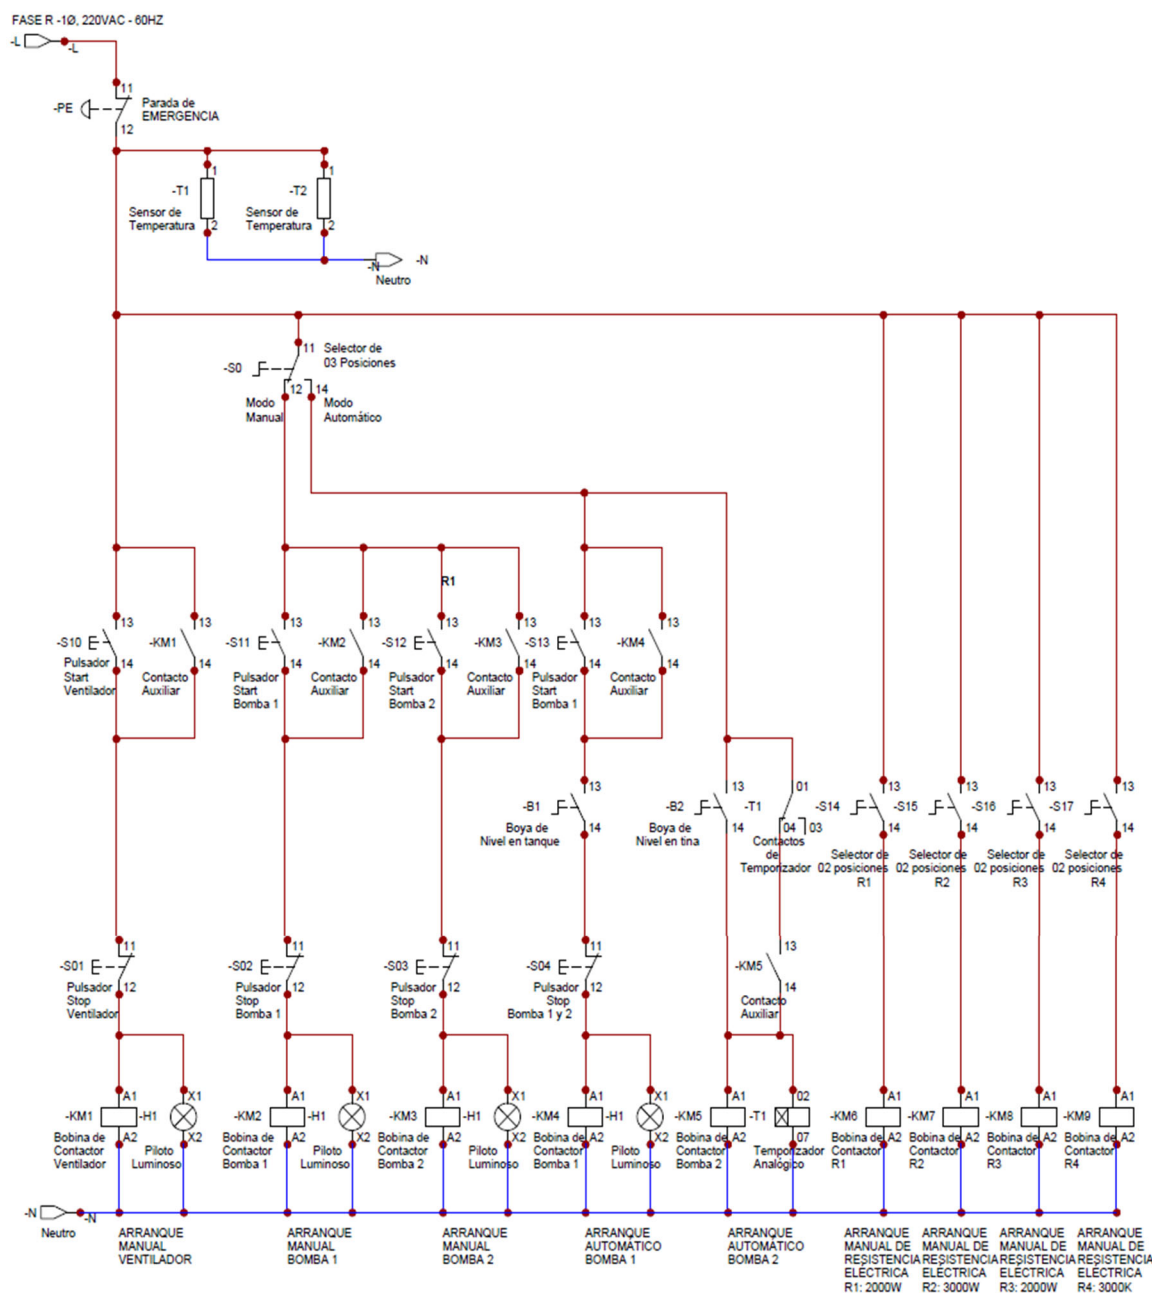 FASE R -1Ø, 220VAC - 60HZ
-L
-L
11
-PE
Parada de
EMERGENCIA
12
1
1
-T1
-T2
Sensor de
Temperatura
2
Sensor de
Temperatura
2
-N
-N
Neutro
11
Selector de
03 Posiciones
-S0
12
14
Modo
Manual
Modo
Automático
R1
13
13
13
13
13
13
13
13
-S10
-KM1
-S11
-KM2
-S12
-KM3
-S13
-KM4
14
14
14
14
14
14
14
14
Pulsador
Start
Ventilador
Contacto
Auxiliar
Pulsador
Start
Bomba 1
Contacto
Auxiliar
Pulsador
Start
Bomba 2
Contacto
Auxiliar
Pulsador
Start
Bomba 1
Contacto
Auxiliar
13
13
01
13
13
13
13
-B1
-B2
-T1
-S14
-S15
-S16
-S17
14
14
04
03
14
14
14
14
Boya de
Nivel en tanque
Boya de
Nivel en tina
Contactos
de
Temporizador
Selector de
02 posiciones
R1
Selector de
02 posiciones
R2
Selector de
02 posiciones
R3
Selector de
02 posiciones
R4
11
11
11
11
13
-S01
-S02
-S03
-S04
-KM5
12
12
12
12
14
Pulsador
Stop
Ventilador
Pulsador
Stop
Bomba 1
Pulsador
Stop
Bomba 2
Pulsador
Stop
Bomba 1 y 2
Contacto
Auxiliar
A1
X1
A1
X1
A1
X1
A1
X1
A1
02
A1
A1
A1
A1
-KM1
-H1
-KM2
-H1
-KM3
-H1
-KM4
-H1
-KM5
-T1
-KM6
-KM7
-KM8
-KM9
A2
X2
A2
X2
A2
X2
A2
X2
A2
07
A2
A2
A2
A2
Bobina de
Contactor
Ventilador
Piloto
Luminoso
Bobina de
Contactor
Bomba 1
Piloto
Luminoso
Bobina de
Contactor
Bomba 2
Piloto
Luminoso
Bobina de
Contactor
Bomba 1
Piloto
Luminoso
Bobina de
Contactor
Bomba 2
Temporizador
Analógico
Bobina de
Contactor
R1
Bobina de
Contactor
R2
Bobina de
Contactor
R3
Bobina de
Contactor
R4
-N
-N
Neutro
ARRANQUE
MANUAL
VENTILADOR
ARRANQUE
MANUAL
BOMBA 1
ARRANQUE
MANUAL
BOMBA 2
ARRANQUE
AUTOMÁTICO
BOMBA 1
ARRANQUE
AUTOMÁTICO
BOMBA 2
ARRANQUE
MANUAL DE
RESISTENCIA
ELÉCTRICA
R1: 2000W
ARRANQUE
MANUAL DE
RESISTENCIA
ELÉCTRICA
R2: 3000W
ARRANQUE
MANUAL DE
RESISTENCIA
ELÉCTRICA
R3: 2000W
ARRANQUE
MANUAL DE
RESISTENCIA
ELÉCTRICA
R4: 3000K